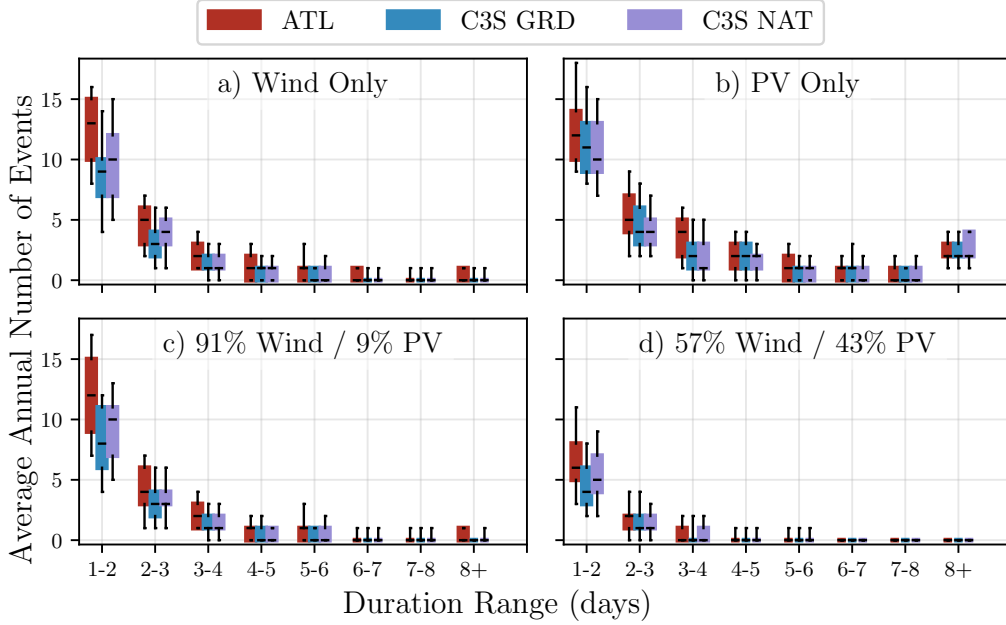 ATL C3S GRD C3S NAT
a) Wind Only
b) PV Only
15
10
5
0
c) 91% Wind / 9% PV
d) 57% Wind / 43% PV
15
10
5
0
Average Annual Number of Events
1-2 2-3 3-4 4-5 5-6 6-7 7-8 8+
1-2 2-3 3-4 4-5 5-6 6-7 7-8 8+
Duration Range (days)